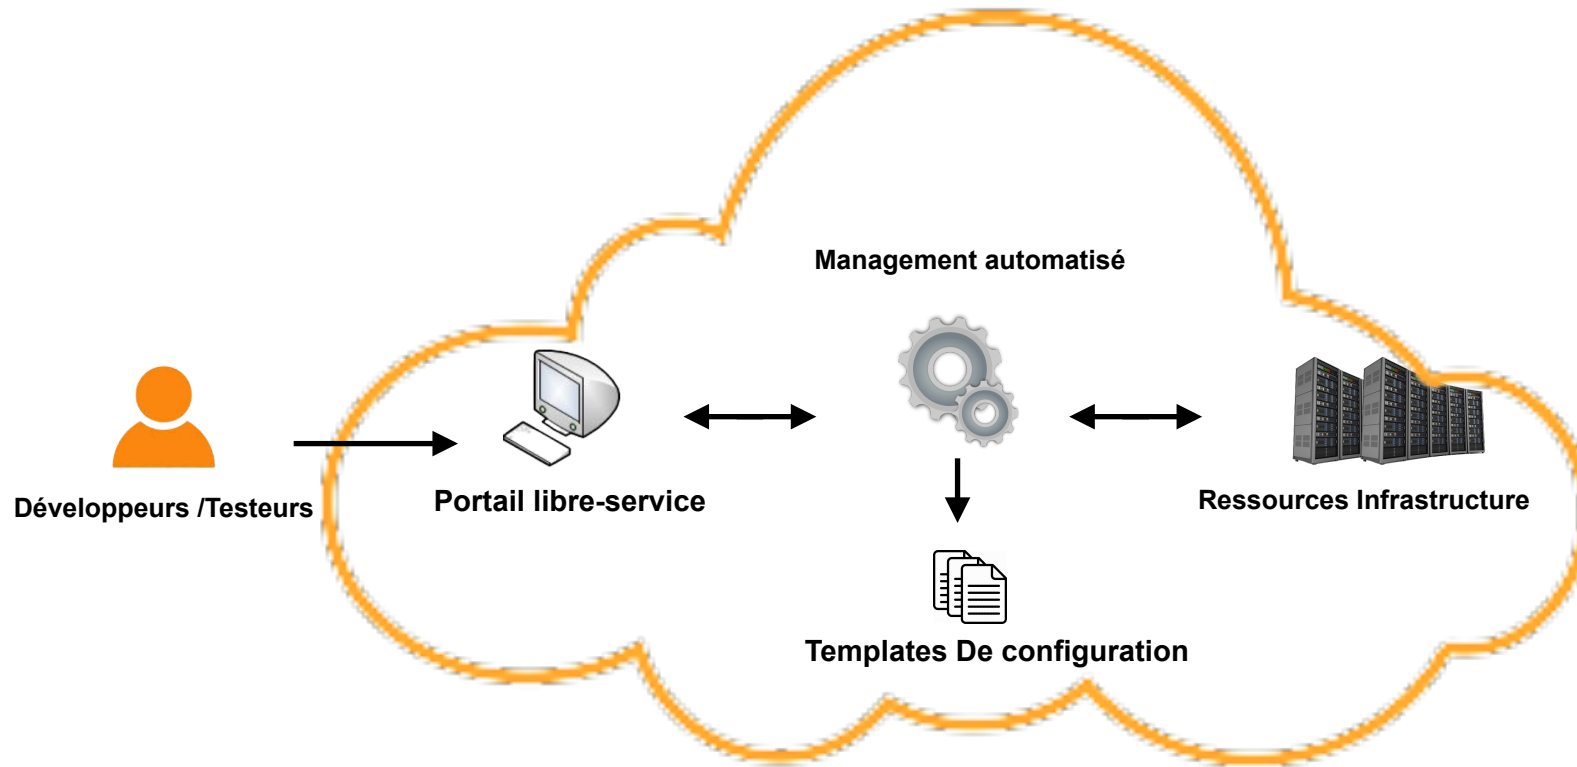 Management automatisé
Développeurs /Testeurs
Portail libre-service
Ressources Infrastructure
Templates De configuration